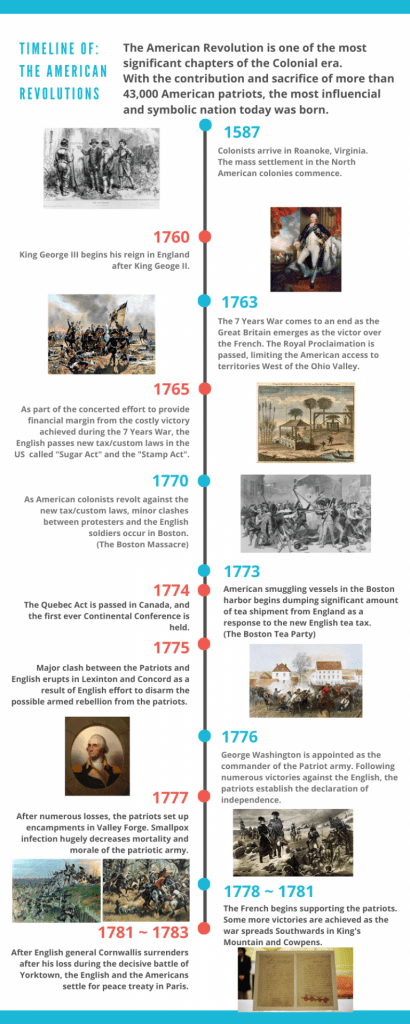 TIMELINE OF:
THE AMERICAN
REVOLUTIONS
The American Revolution is one of the most
significant chapters of the Colonial era.
With the contribution and sacrifice of more than
43,000 American patriots, the most influencial
and symbolic nation today was born.
1587
Colonists arrive in Roanoke, Virginia.
The mass settlement in the North
American colonies commence.
1760
King George III begins his reign in England
after King Geoge II.
1763
The 7 Years War comes to an end as the
Great Britain emerges as the victor over
the French. The Royal Proclaimation is
passed, limiting the American access to
territories West of the Ohio Valley.
1765
As part of the concerted effort to provide
financial margin from the costly victory
achieved during the 7 Years War, the
English passes new tax/custom laws in the
US called "Sugar Act" and the "Stamp Act".
1770
As American colonists revolt against the
new tax/custom laws, minor clashes
between protesters and the English
soldiers occur in Boston.
(The Boston Massacre)
1773
American smuggling vessels in the Boston
harbor begins dumping significant amount
of tea shipment from England as a
response to the new English tea tax.
(The Boston Tea Party)
1774
The Quebec Act is passed in Canada, and
the first ever Continental Conference is
held.
1775
Major clash between the Patriots and
English erupts in Lexinton and Concord as a
result of English effort to disarm the
possible armed rebellion from the patriots.
1776
George Washington is appointed as the
commander of the Patriot army. Following
numerous victories against the English, the
patriots establish the declaration of
independence.
1777
After numerous losses, the patriots set up
encampments in Valley Forge. Smallpox
infection hugely decreases mortality and
morale of the patriotic army.
1778 ~ 1781
The French begins supporting the patriots.
Some more victories are achieved as the
war spreads Southwards in King's
Mountain and Cowpens.
1781 ~ 1783
After English general Cornwallis surrenders
after his loss during the decisive battle of
Yorktown, the English and the Americans
settle for peace treaty in Paris.